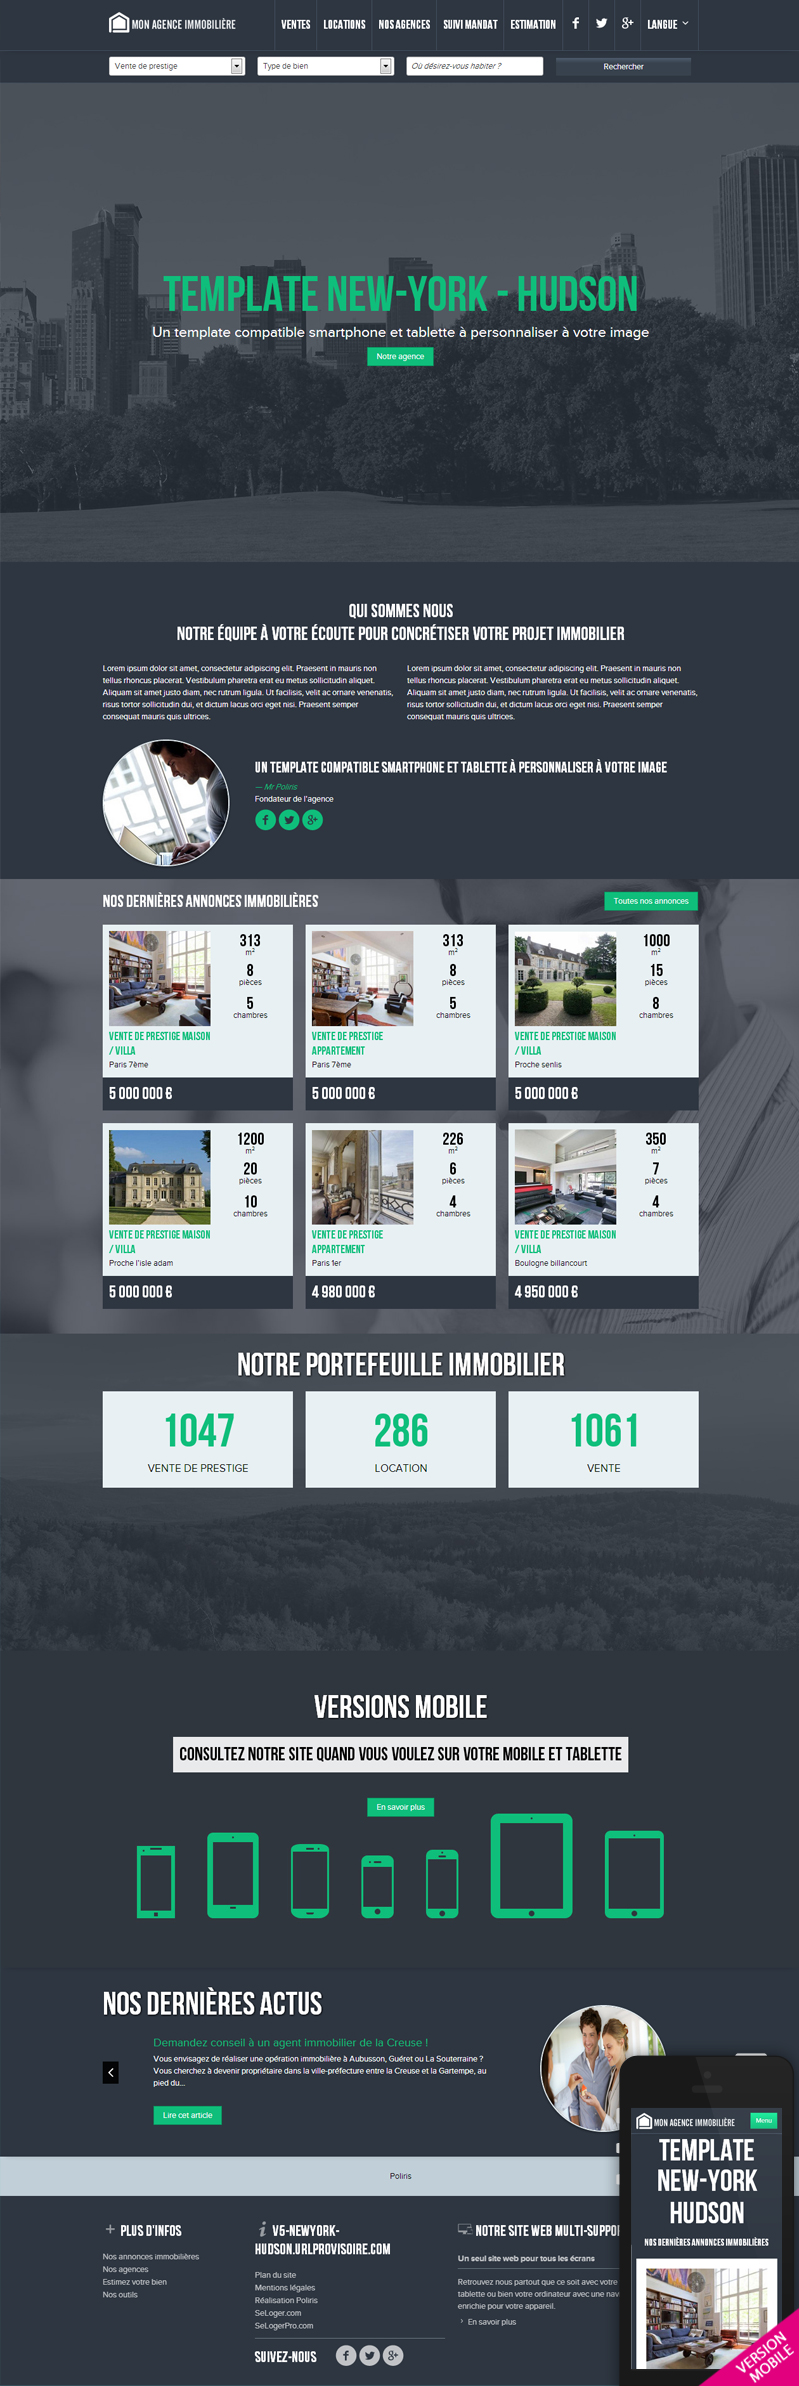 MON AGENCE IMMOBILIÈRE
VENTES LOCATIONS NOS AGENCES SUIVI MANDAT ESTIMATION LANGUE
Vente de prestige
Type de bien
Où désirez-vous habiter ?
Rechercher
TEMPLATE NEW-YORK - HUDSON
Un template compatible smartphone et tablette à personnaliser à votre image
Notre agence
QUI SOMMES NOUS
NOTRE ÉQUIPE À VOTRE ÉCOUTE POUR CONCRÉTISER VOTRE PROJET IMMOBILIER
Lorem ipsum dolor sit amet, consectetur adipiscing elit. Praesent in mauris non
tellus rhoncus placerat. Vestibulum pharetra erat eu metus sollicitudin aliquet.
Aliquam sit amet justo diam, nec rutrum ligula. Ut facilisis, velit ac ornare venenatis,
risus tortor sollicitudin dui, et dictum lacus orci eget nisi. Praesent semper
consequat mauris quis ultrices.
Lorem ipsum dolor sit amet, consectetur adipiscing elit. Praesent in mauris non
tellus rhoncus placerat. Vestibulum pharetra erat eu metus sollicitudin aliquet.
Aliquam sit amet justo diam, nec rutrum ligula. Ut facilisis, velit ac ornare venenatis,
risus tortor sollicitudin dui, et dictum lacus orci eget nisi. Praesent semper
consequat mauris quis ultrices.
UN TEMPLATE COMPATIBLE SMARTPHONE ET TABLETTE À PERSONNALISER À VOTRE IMAGE
— Mr Poliris
Fondateur de l'agence
NOS DERNIÈRES ANNONCES IMMOBILIÈRES
Toutes nos annonces
313
m²
8
pièces
5
chambres
VENTE DE PRESTIGE MAISON
/ VILLA
Paris 7ème
5 000 000 €
313
m²
8
pièces
5
chambres
VENTE DE PRESTIGE
APPARTEMENT
Paris 7ème
5 000 000 €
1000
m²
15
pièces
8
chambres
VENTE DE PRESTIGE MAISON
/ VILLA
Proche senlis
5 000 000 €
1200
m²
20
pièces
10
chambres
VENTE DE PRESTIGE MAISON
/ VILLA
Proche l'isle adam
5 000 000 €
226
m²
6
pièces
4
chambres
VENTE DE PRESTIGE
APPARTEMENT
Paris 1er
4 980 000 €
350
m²
7
pièces
4
chambres
VENTE DE PRESTIGE MAISON
/ VILLA
Boulogne billancourt
4 950 000 €
NOTRE PORTEFEUILLE IMMOBILIER
1047
VENTE DE PRESTIGE
286
LOCATION
1061
VENTE
VERSIONS MOBILE
CONSULTEZ NOTRE SITE QUAND VOUS VOULEZ SUR VOTRE MOBILE ET TABLETTE
En savoir plus
NOS DERNIÈRES ACTUS
Demandez conseil à un agent immobilier de la Creuse !
Vous envisagez de réaliser une opération immobilière à Aubusson, Guéret ou La Souterraine ?
Vous cherchez à devenir propriétaire dans la ville-préfecture entre la Creuse et la Gartempe, au
pied du...
Lire cet article
Poliris
PLUS D'INFOS
Nos annonces immobilières
Nos agences
Estimez votre bien
Nos outils
V5-NEWYORK-
HUDSON.URLPROVISOIRE.COM
Plan du site
Mentions légales
Réalisation Poliris
SeLoger.com
SeLogerPro.com
SUIVEZ-NOUS
NOTRE SITE WEB MULTI-SUPPO
Un seul site web pour tous les écrans
Retrouvez nous partout que ce soit avec votre
tablette ou bien votre ordinateur avec une navi
enrichie pour votre appareil.
En savoir plus
MON AGENCE IMMOBILIÈRE
Menu
TEMPLATE
NEW-YORK
HUDSON
NOS DERNIÈRES ANNONCES IMMOBILIÈRES
VERSION
MOBILE